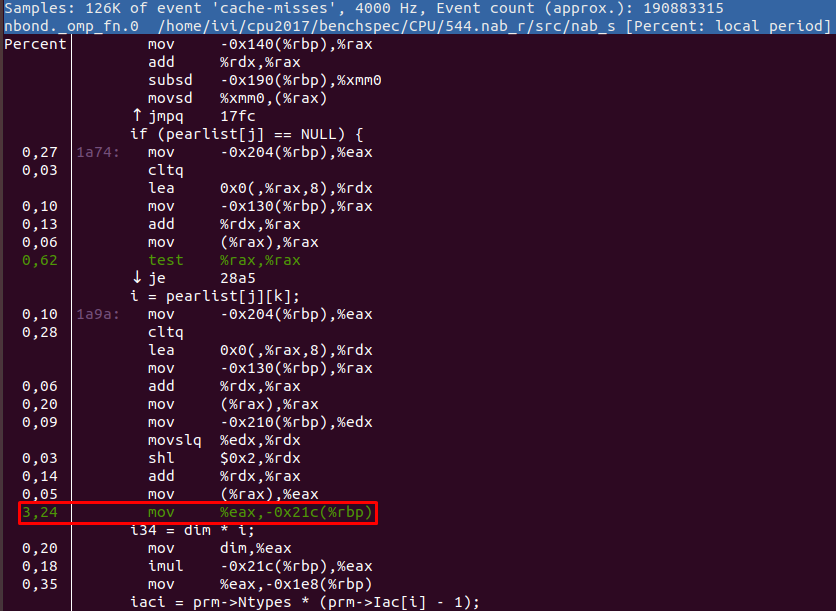 Samples: 126K of event 'cache-misses', 4000 Hz, Event count (approx.): 190883315
nbond._omp_fn.0  /home/ivi/cpu2017/benchspec/CPU/544.nab_r/src/nab_s [Percent: local period]
Percent mov -0x140(%rbp),%rax
add %rdx,%rax
subsd -0x190(%rbp),%xmm0
movsd %xmm0,(%rax)
↑ jmpq 17fc
if (pearlist[j] == NULL) {
0,27 1a74: mov -0x204(%rbp),%eax
0,03 cltq
lea 0x0(,%rax,8),%rdx
0,10 mov -0x130(%rbp),%rax
0,13 add %rdx,%rax
0,06 mov (%rax),%rax
0,62 test %rax,%rax
↓ je 28a5
i = pearlist[j][k];
0,10 1a9a: mov -0x204(%rbp),%eax
0,28 cltq
lea 0x0(,%rax,8),%rdx
mov -0x130(%rbp),%rax
0,06 add %rdx,%rax
0,20 mov (%rax),%rax
0,09 mov -0x210(%rbp),%edx
movslq %edx,%rdx
0,03 shl $0x2,%rdx
0,14 add %rdx,%rax
0,05 mov (%rax),%eax
3,24 mov %eax,-0x21c(%rbp)
i34 = dim * i;
0,20 mov dim,%eax
0,18 imul -0x21c(%rbp),%eax
0,35 mov %eax,-0x1e8(%rbp)
iaci = prm->Ntypes * (prm->Iac[i] - 1);